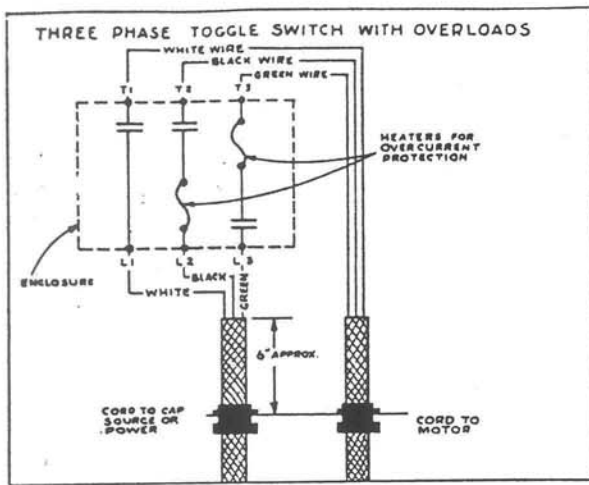 THREE PHASE TOGGLE SWITCH WITH OVERLOADS
WHITE WIRE
BLACK WIRE
GREEN WIRE
T1 T2 T3
HEATERS FOR
OVERCURRENT
PROTECTION
ENCLOSURE
L1 L2 L3
BLACK
GREEN
WHITE
6" APPROX.
CORD TO CAP
SOURCE OR
POWER
CORD TO
MOTOR